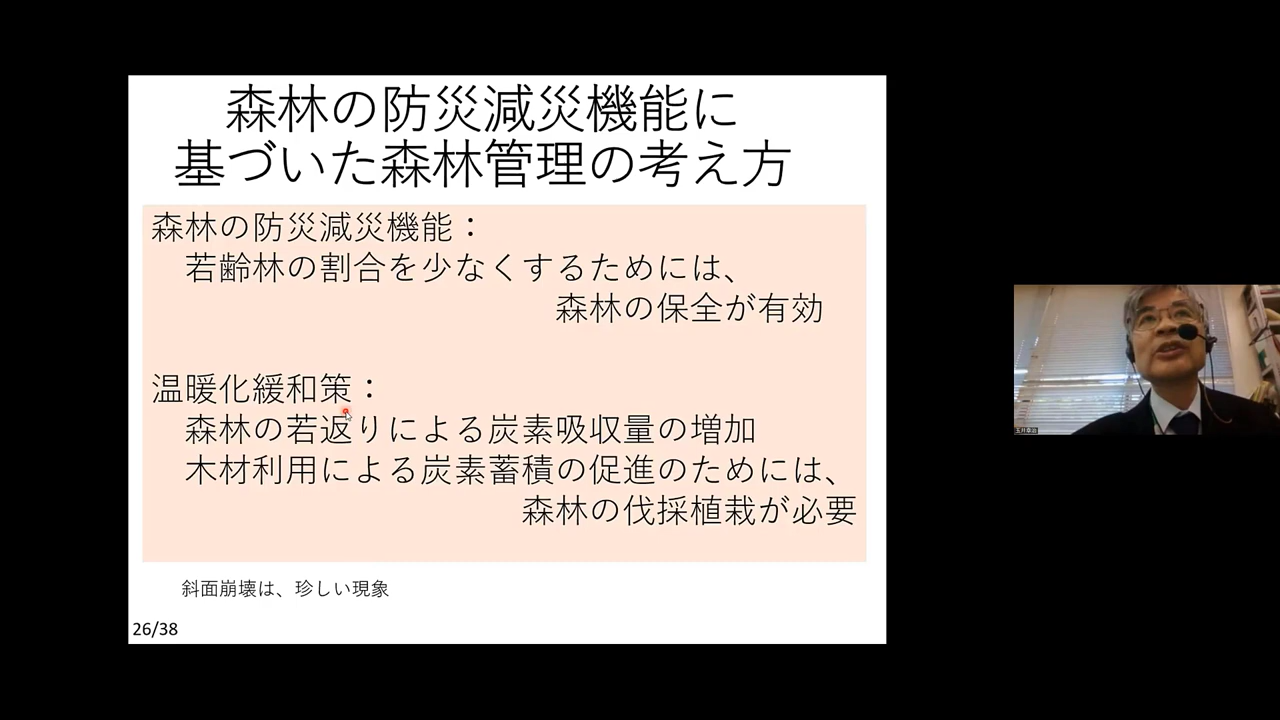 森林の防災減災機能に
基づいた森林管理の考え方
森林の防災減災機能：
若齢林の割合を少なくするためには、
森林の保全が有効
温暖化緩和策：
森林の若返りによる炭素吸収量の増加
木材利用による炭素蓄積の促進のためには、
森林の伐採植栽が必要
斜面崩壊は、珍しい現象
26/38
玉井幸治